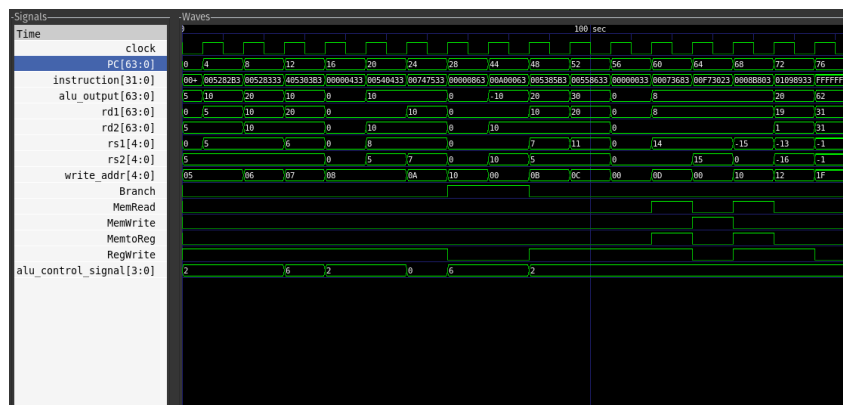 Signals Waves
Time 0 100 sec
clock
PC[63:0] 0 4 8 12 16 20 24 28 44 48 52 56 60 64 68 72 76
instruction[31:0] 00+ 005282B3 00528333 405303B3 00000433 00540433 00747533 00000863 00A00063 005385B3 00558633 00000033 00073683 00F73023 0008B803 01098933 FFFFFF
alu_output[63:0] 5 10 20 10 0 10 0 -10 20 30 0 8 20 62
rd1[63:0] 0 5 10 20 0 10 0 10 20 0 8 19 31
rd2[63:0] 5 10 0 10 0 10 0 1 31
rs1[4:0] 0 5 6 0 8 0 7 11 0 14 -15 -13 -1
rs2[4:0] 5 0 5 7 0 10 5 0 15 0 -16 -1
write_addr[4:0] 05 06 07 08 0A 10 00 0B 0C 00 0D 00 10 12 1F
Branch
MemRead
MemWrite
MemtoReg
RegWrite
alu_control_signal[3:0] 2 6 2 0 6 2